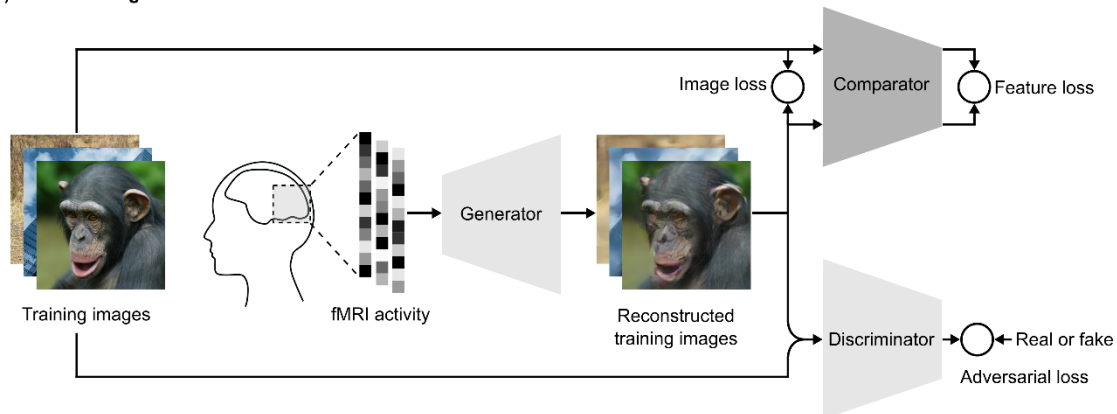 Image loss
Comparator
Feature loss
Generator
Training images
fMRI activity
Reconstructed
training images
Discriminator
Real or fake
Adversarial loss